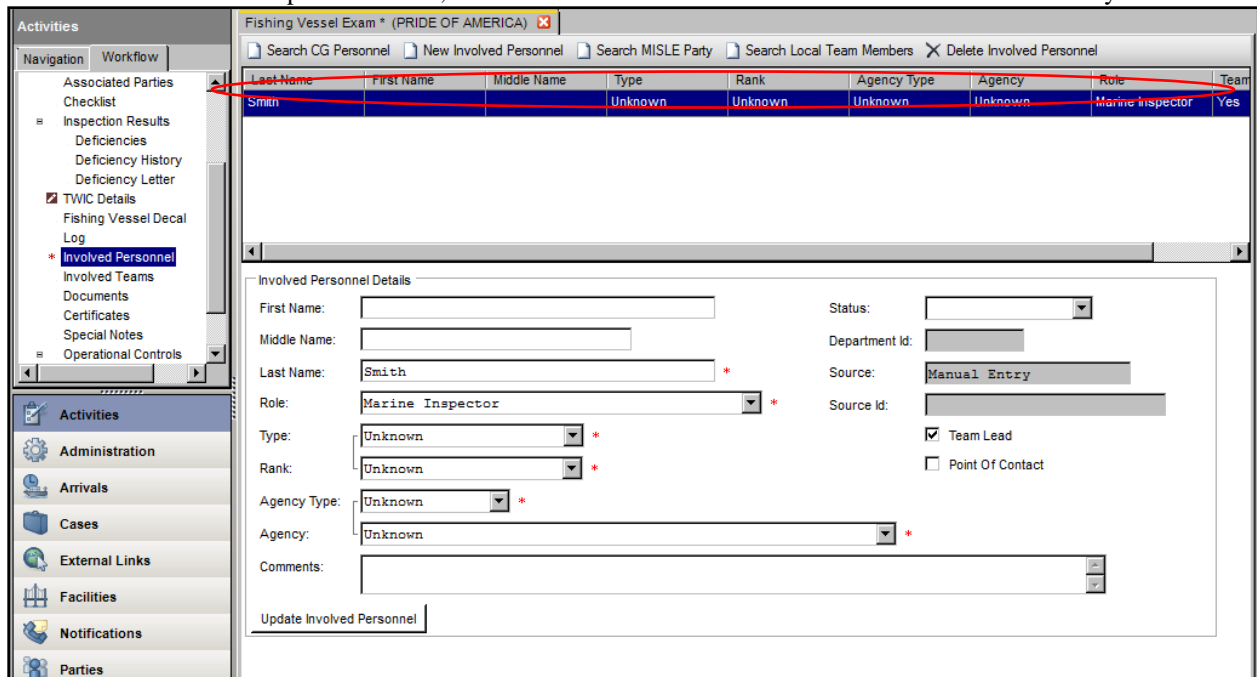 Activities
Navigation Workflow
Associated Parties
Checklist
Inspection Results
Deficiencies
Deficiency History
Deficiency Letter
TWIC Details
Fishing Vessel Decal
Log
* Involved Personnel
Involved Teams
Documents
Certificates
Special Notes
Operational Controls
Activities
Administration
Arrivals
Cases
External Links
Facilities
Notifications
Parties
Fishing Vessel Exam * (PRIDE OF AMERICA)
Search CG Personnel New Involved Personnel Search MISLE Party Search Local Team Members Delete Involved Personnel
Last Name First Name Middle Name Type Rank Agency Type Agency Role Team
Smith Unknown Unknown Unknown Unknown Marine Inspector Yes
Involved Personnel Details
First Name: Status:
Middle Name: Department Id:
Last Name: Smith * Source: Manual Entry
Role: Marine Inspector * Source Id:
Type: Unknown * Team Lead
Rank: Unknown * Point Of Contact
Agency Type: Unknown *
Agency: Unknown *
Comments:
Update Involved Personnel